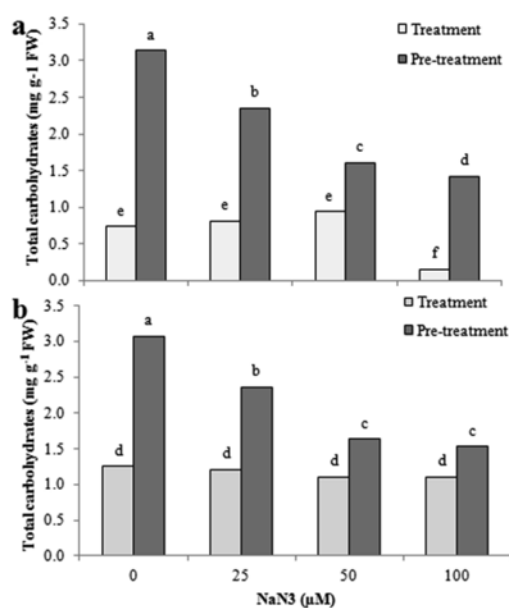 a
Total carbohydrates (mg g-1 FW)
3.5
3.0
2.5
2.0
1.5
1.0
0.5
0.0
Treatment
Pre-treatment
a
b
c
d
e
e
e
f
b
Total carbohydrates (mg g-1 FW)
3.5
3.0
2.5
2.0
1.5
1.0
0.5
0.0
Treatment
Pre-treatment
a
b
c
c
d
d
d
d
0 25 50 100
NaN3 (µM)